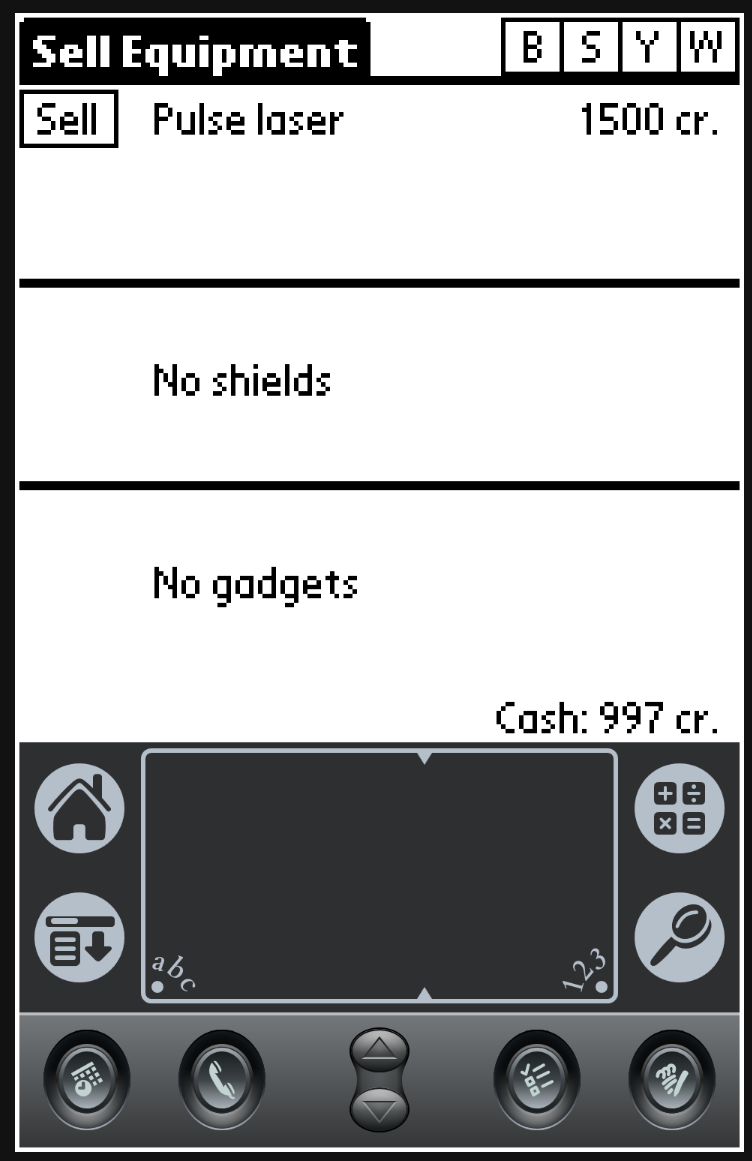 Sell Equipment B S Y W
Sell Pulse laser 1500 cr.
No shields
No gadgets
Cash: 997 cr.
abc 123